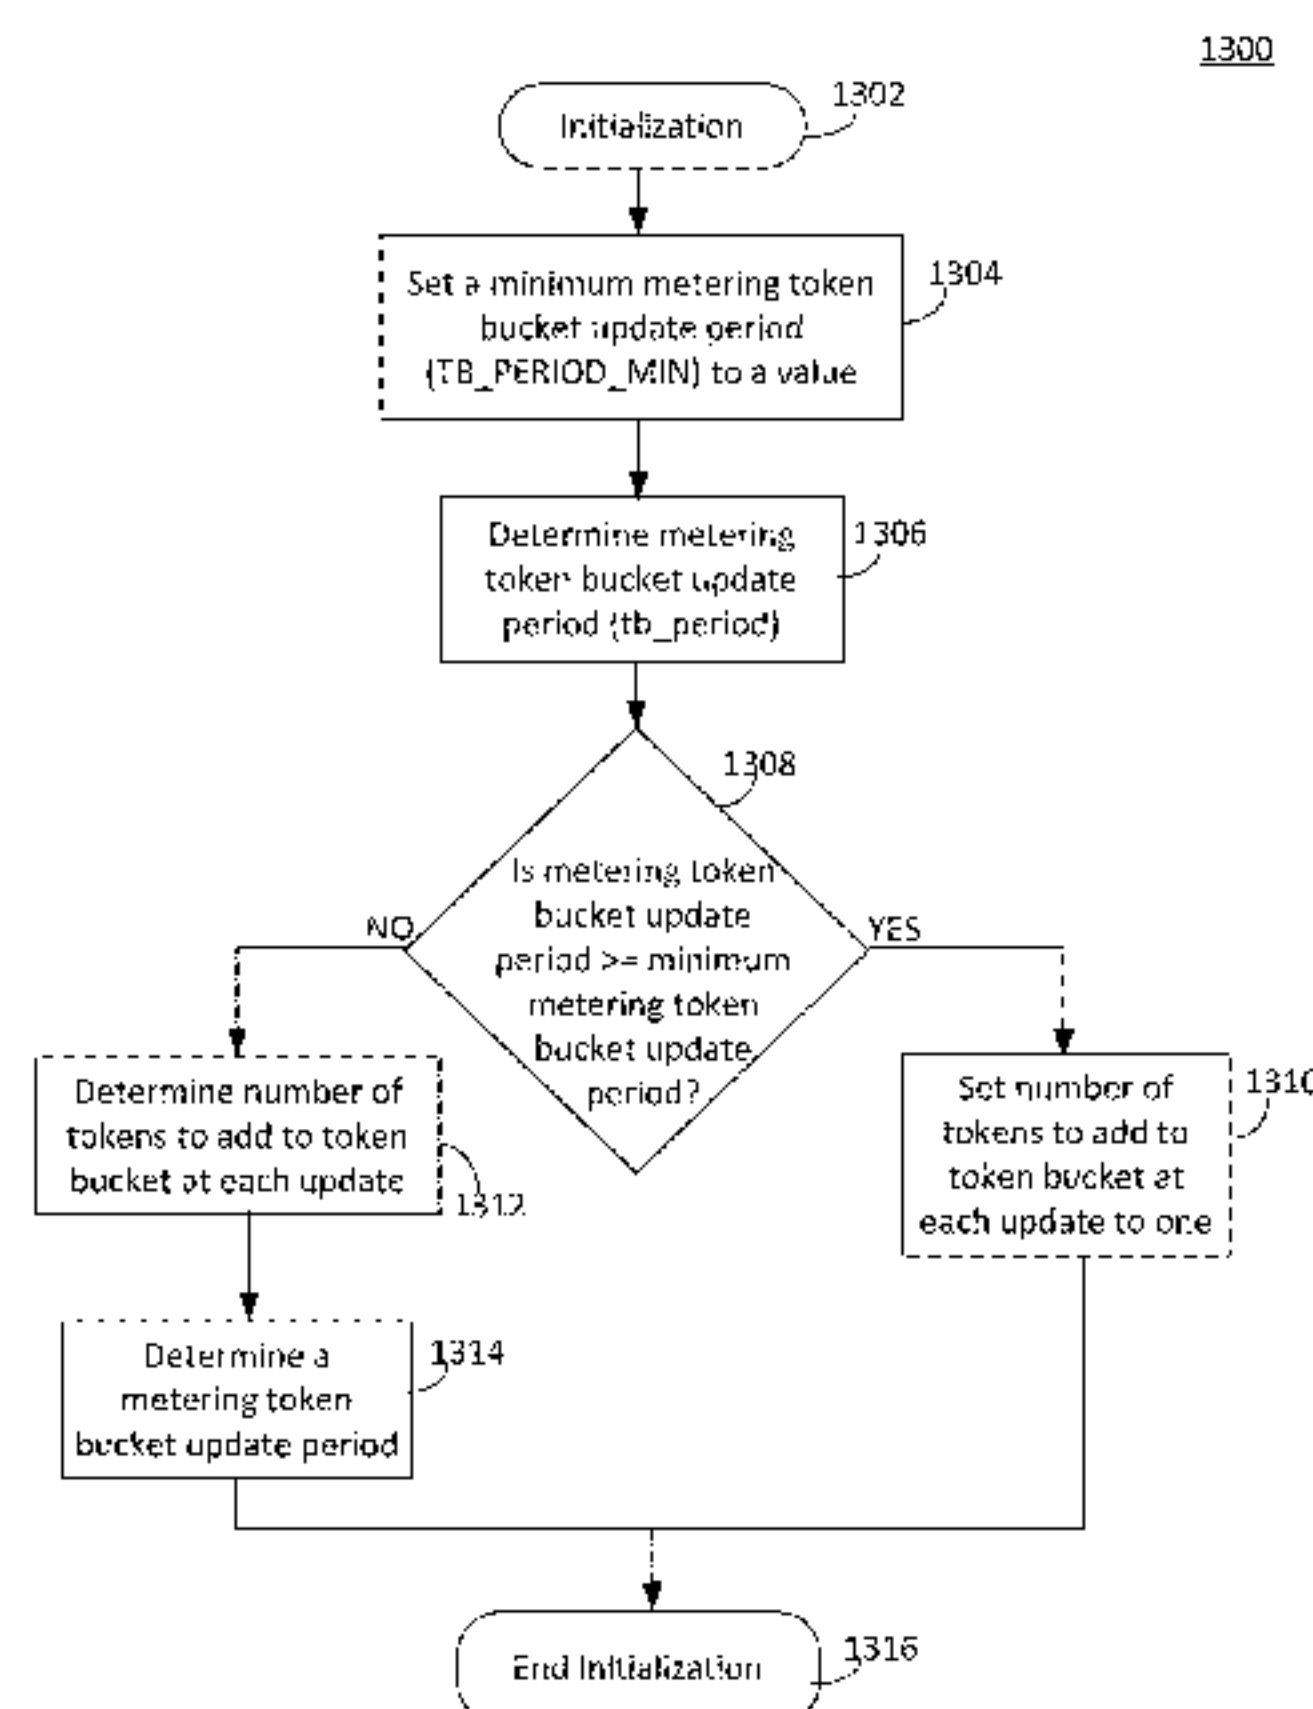 1300
Initialization
1302
Set a minimum metering token
bucket update period
(TB_PERIOD_MIN) to a value
1304
Determine metering
token bucket update
period (tb_period)
1306
1308
Is metering token
bucket update
period >= minimum
metering token
bucket update
period?
NO
YES
Determine number of
tokens to add to token
bucket at each update
1312
Set number of
tokens to add to
token bucket at
each update to one
1310
Determine a
metering token
bucket update period
1314
End Initialization
1316